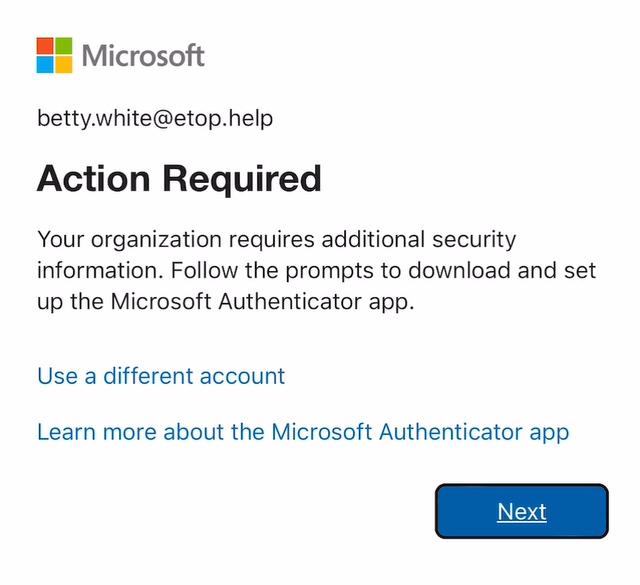 Microsoft
betty.white@etop.help
Action Required
Your organization requires additional security
information. Follow the prompts to download and set
up the Microsoft Authenticator app.
Use a different account
Learn more about the Microsoft Authenticator app
Next